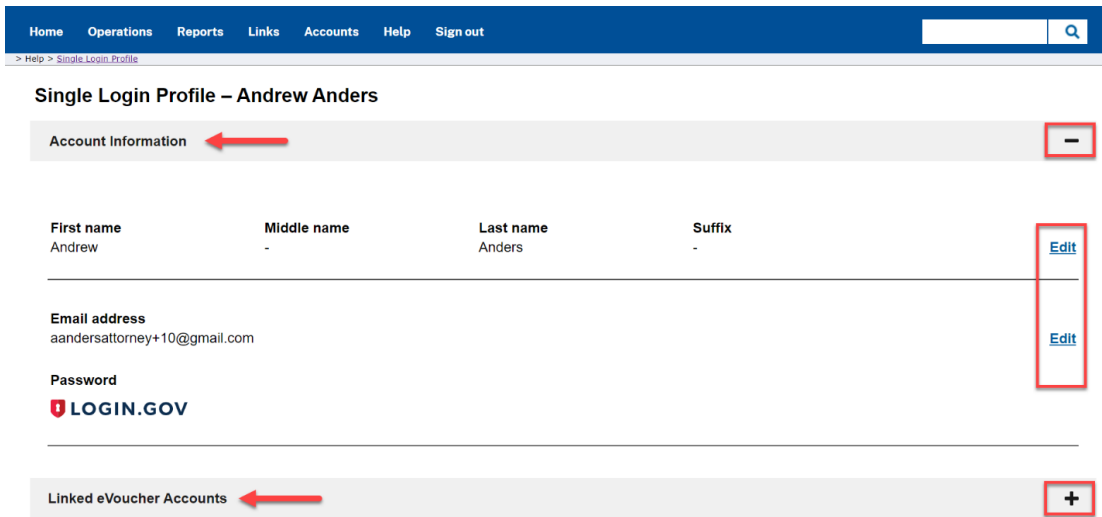 Home Operations Reports Links Accounts Help Sign out
> Help > Single Login Profile
Single Login Profile – Andrew Anders
Account Information
First name Middle name Last name Suffix
Andrew - Anders -
Edit
Email address
aandersattorney+10@gmail.com
Edit
Password
LOGIN.GOV
Linked eVoucher Accounts